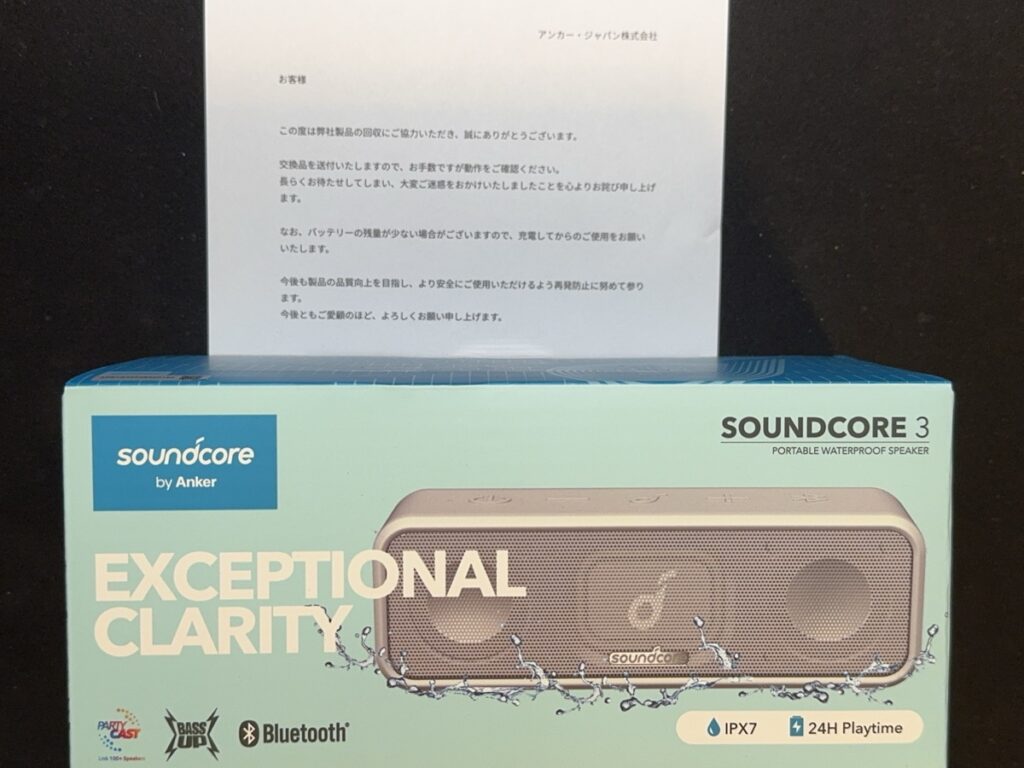 アンカー・ジャパン株式会社
お客様
この度は弊社製品の回収にご協力いただき、誠にありがとうございます。
交換品を送付いたしますので、お手数ですが動作をご確認ください。
長らくお待たせしてしまい、大変ご迷惑をおかけいたしましたことを心よりお詫び申し上げ
ます。
なお、バッテリーの残量が少ない場合がございますので、充電してからのご使用をお願い
いたします。
今後も製品の品質向上を目指し、より安全にご使用いただけるよう再発防止に努めて参り
ます。
今後ともご愛顧のほど、よろしくお願い申し上げます。
soundcore
by Anker
SOUNDCORE 3
PORTABLE WATERPROOF SPEAKER
EXCEPTIONAL
CLARITY
soundcore
PARTY
CAST
Link 100+ Speakers
BASS
UP
Bluetooth®
IPX7
24H Playtime